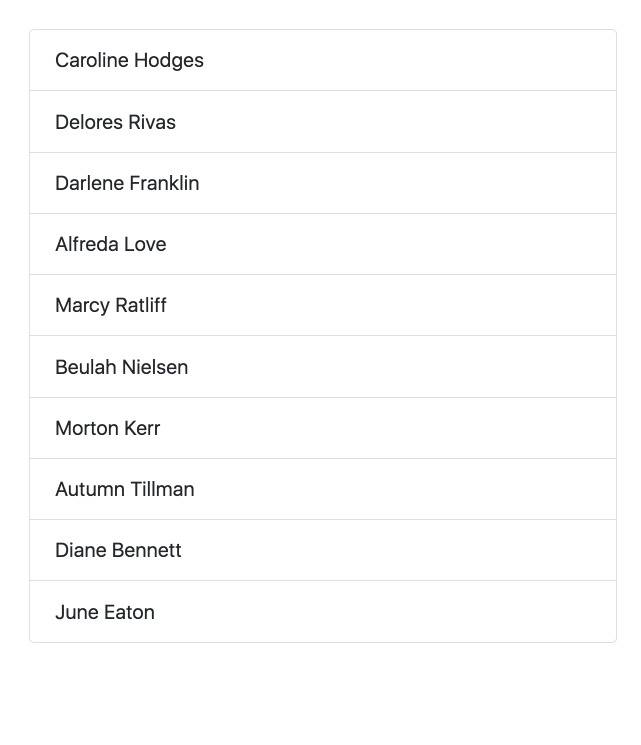 Caroline Hodges
Delores Rivas
Darlene Franklin
Alfreda Love
Marcy Ratliff
Beulah Nielsen
Morton Kerr
Autumn Tillman
Diane Bennett
June Eaton